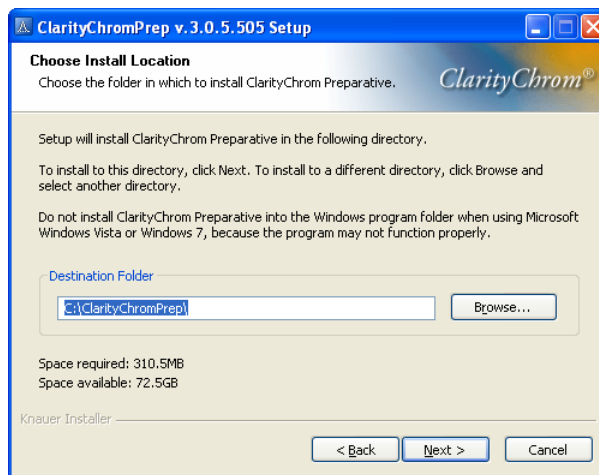 ClarityChromPrep v.3.0.5.505 Setup
Choose Install Location
Choose the folder in which to install ClarityChrom Preparative.
ClarityChrom®
Setup will install ClarityChrom Preparative in the following directory.
To install to this directory, click Next. To install to a different directory, click Browse and
select another directory.
Do not install ClarityChrom Preparative into the Windows program folder when using Microsoft
Windows Vista or Windows 7, because the program may not function properly.
Destination Folder
C:\ClarityChromPrep\
Browse...
Space required: 310.5MB
Space available: 72.5GB
Knauer Installer
< Back
Next >
Cancel